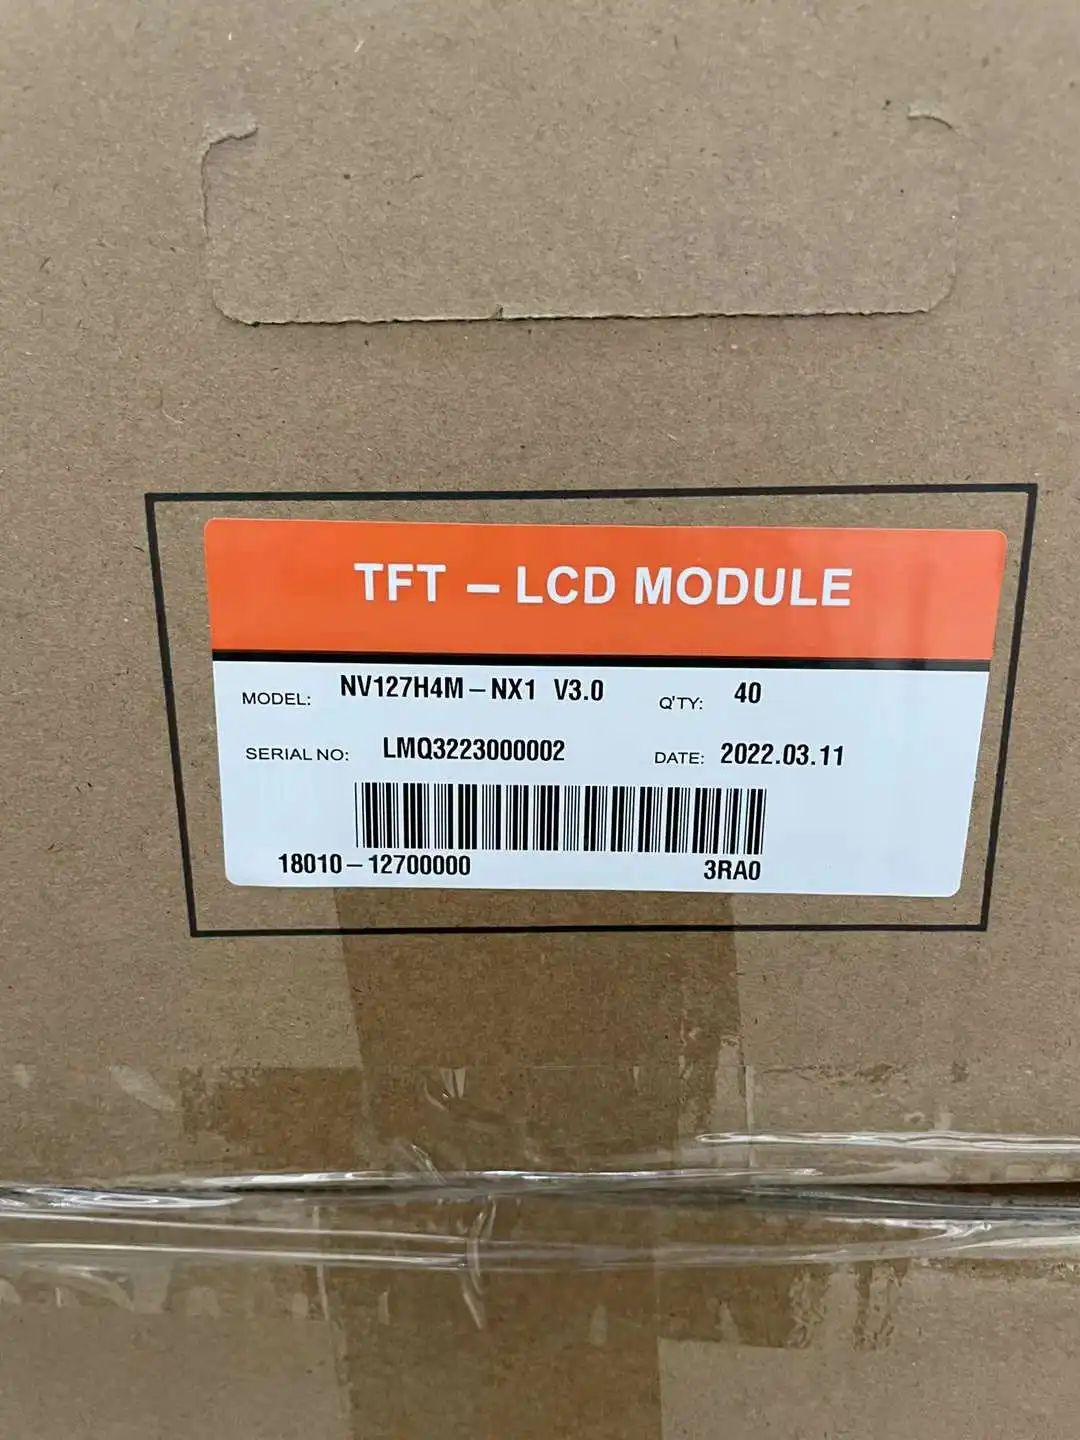 TFT – LCD MODULE
MODEL: NV127H4M–NX1 V3.0 Q'TY: 40
SERIAL NO: LMQ3223000002 DATE: 2022.03.11
18010–12700000 3RA0